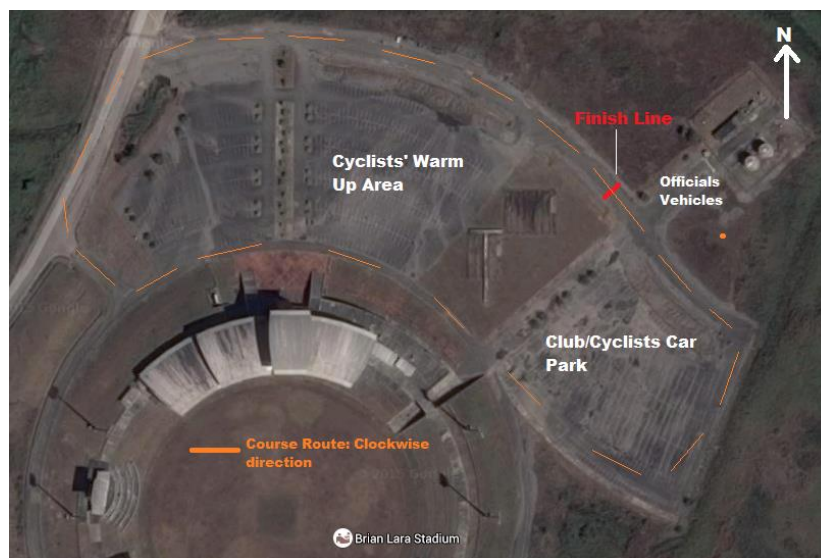 N
Finish Line
Cyclists' Warm
Up Area
Officials
Vehicles
Club/Cyclists Car
Park
Course Route: Clockwise
direction
Brian Lara Stadium